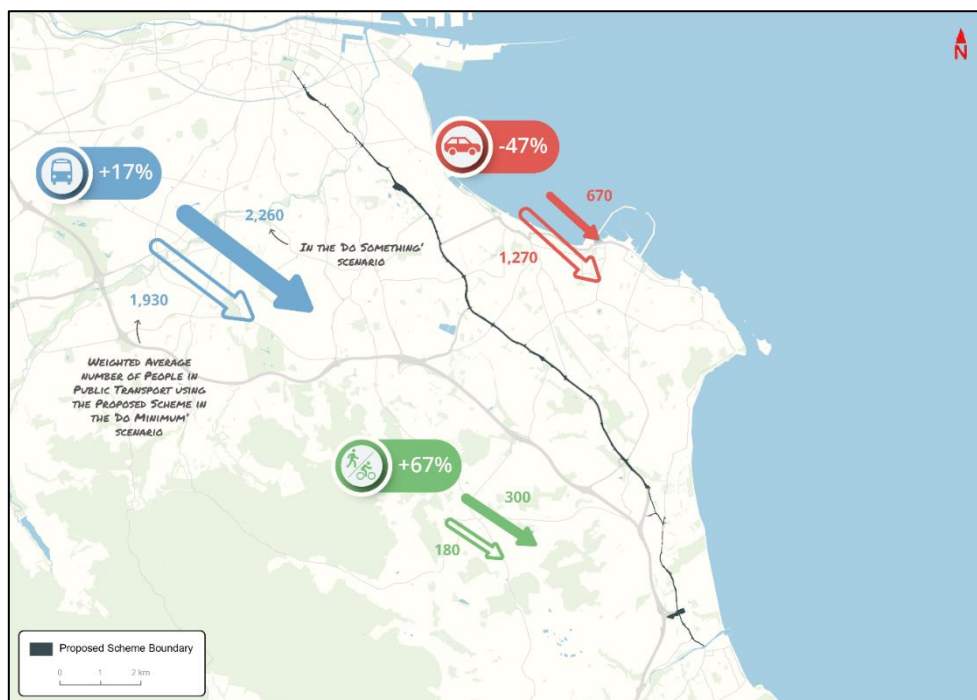 N
-47%
+17%
670
2,260
IN THE 'DO SOMETHING'
SCENARIO
1,270
1,930
WEIGHTED AVERAGE
NUMBER OF PEOPLE IN
PUBLIC TRANSPORT USING
THE PROPOSED SCHEME IN
THE 'DO MINIMUM'
SCENARIO
+67%
300
180
Proposed Scheme Boundary
0 1 2 km